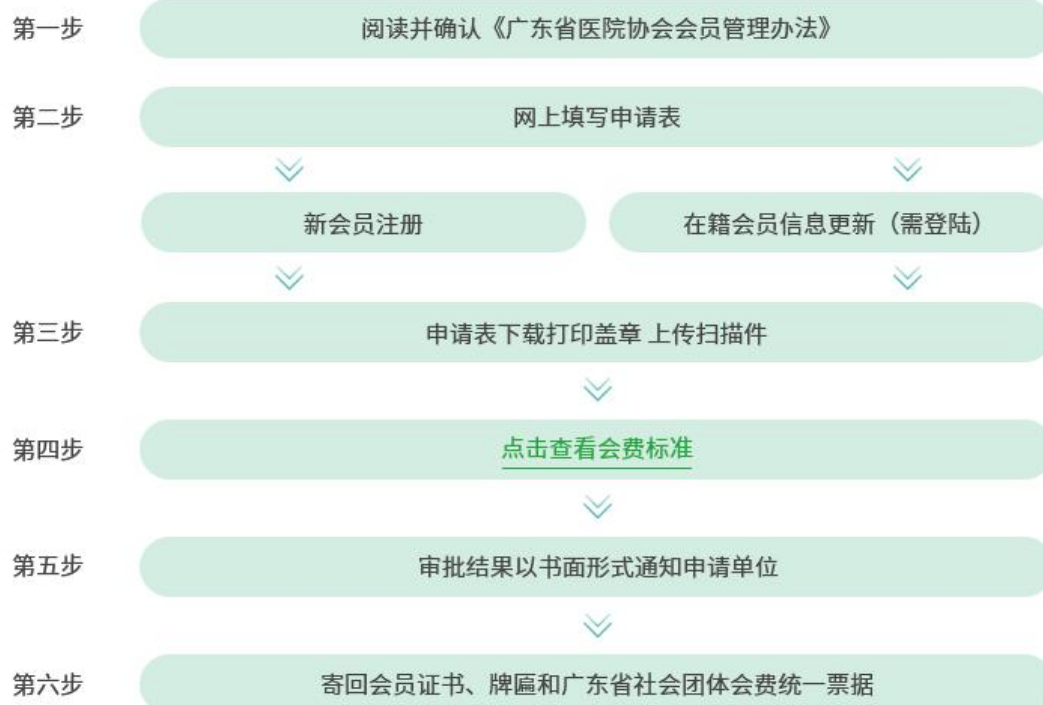 第一步
阅读并确认《广东省医院协会会员管理办法》
第二步
网上填写申请表
新会员注册
在籍会员信息更新（需登陆）
第三步
申请表下载打印盖章 上传扫描件
第四步
点击查看会费标准
第五步
审批结果以书面形式通知申请单位
第六步
寄回会员证书、牌匾和广东省社会团体会费统一票据